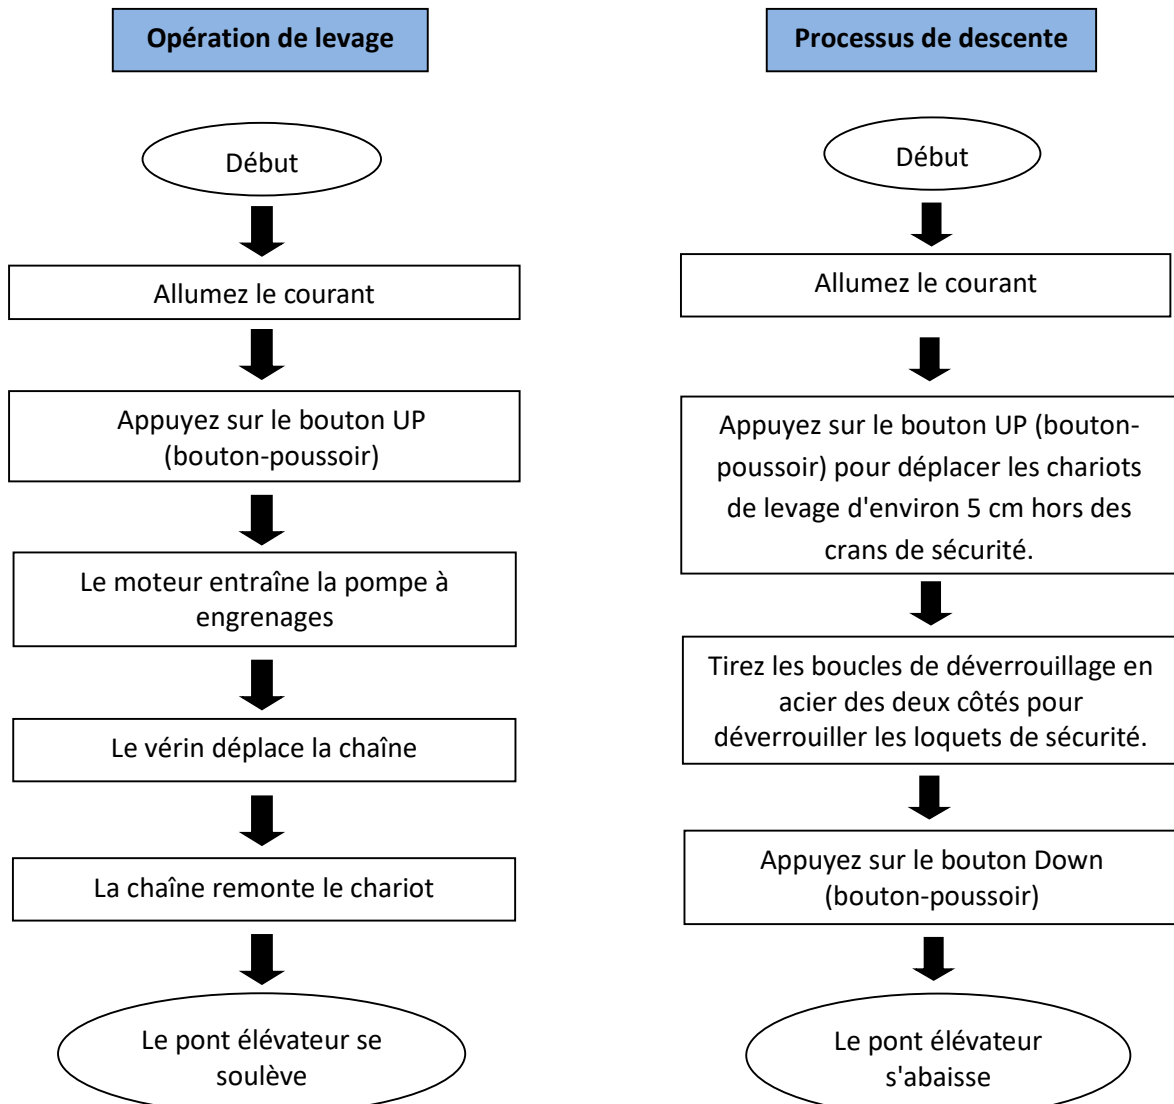 Opération de levage
Début
Allumez le courant
Appuyez sur le bouton UP
(bouton-poussoir)
Le moteur entraîne la pompe à
engrenages
Le vérin déplace la chaîne
La chaîne remonte le chariot
Le pont élévateur se
soulève
Processus de descente
Début
Allumez le courant
Appuyez sur le bouton UP (bouton-
poussoir) pour déplacer les chariots
de levage d'environ 5 cm hors des
crans de sécurité.
Tirez les boucles de déverrouillage en
acier des deux côtés pour
déverrouiller les loquets de sécurité.
Appuyez sur le bouton Down
(bouton-poussoir)
Le pont élévateur
s'abaisse